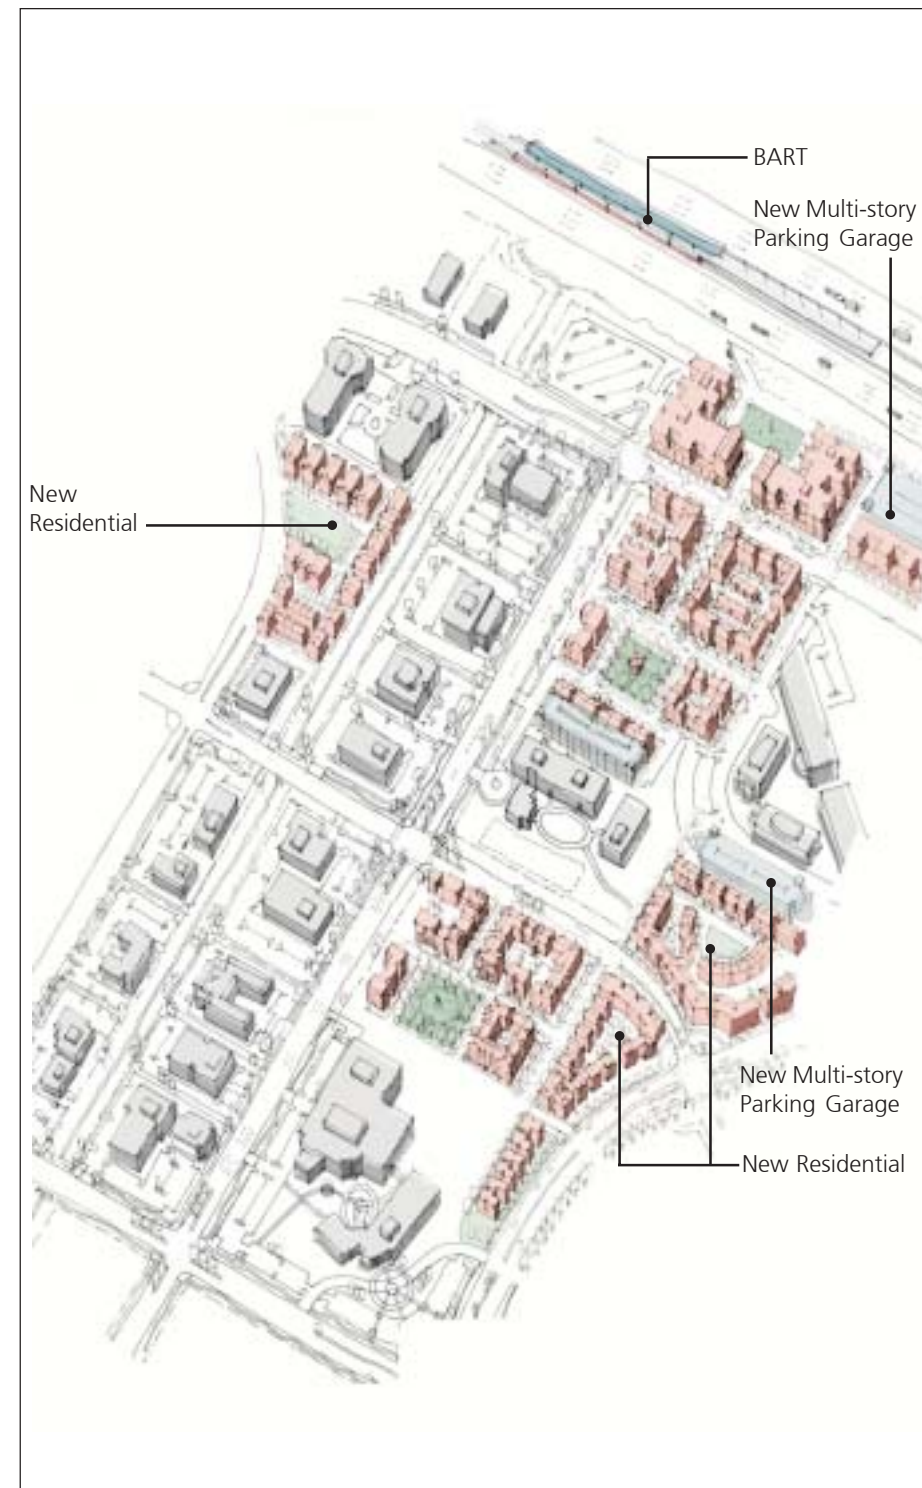 BART
New Multi-story
Parking Garage
New
Residential
New Multi-story
Parking Garage
New Residential